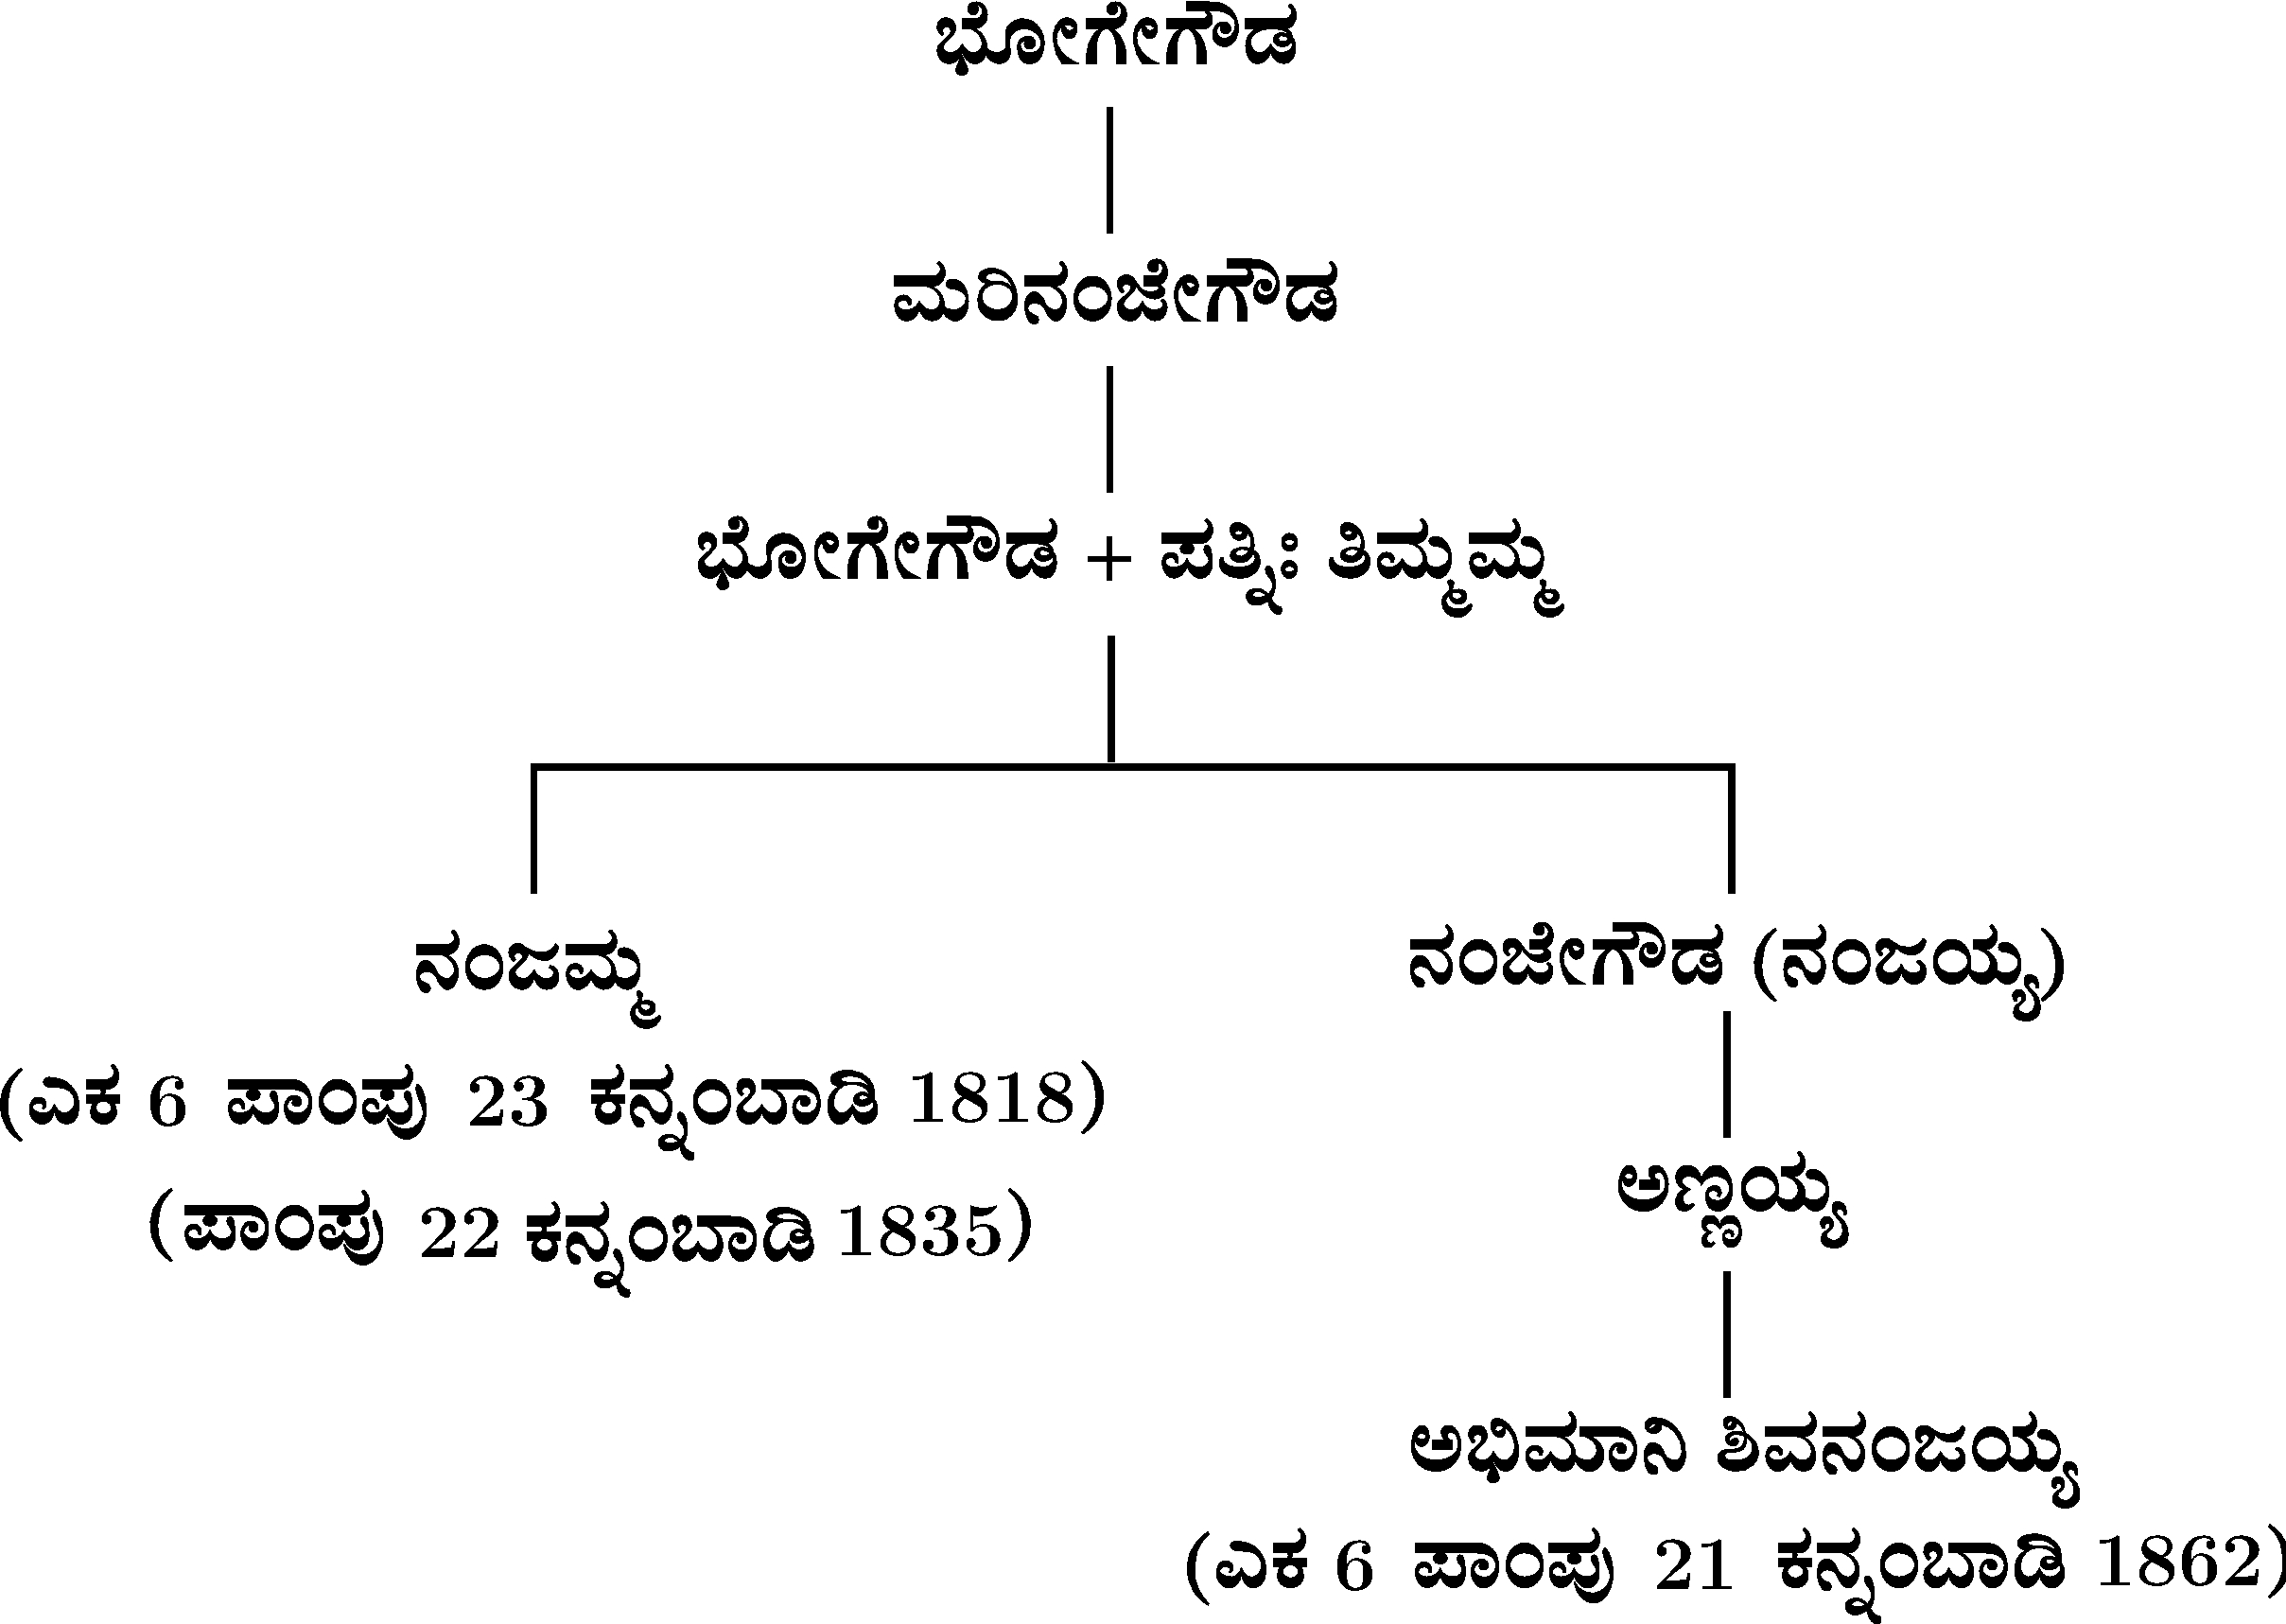 ಭೋಗೇಗೌಡ
ಮರಿನಂಜೇಗೌಡ
ಭೋಗೇಗೌಡ + ಪತ್ನಿಃ ತಿಮ್ಮಮ್ಮ
ನಂಜಮ್ಮ
(ಎಕ 6 ಪಾಂಪು 23 ಕನ್ನಂಬಾಡಿ 1818)
(ಪಾಂಪು 22 ಕನ್ನಂಬಾಡಿ 1835)
ನಂಜೇಗೌಡ (ನಂಜಯ್ಯ)
ಅಣ್ಣಯ್ಯ
ಅಭಿಮಾನಿ ಶಿವನಂಜಯ್ಯ
(ಎಕ 6 ಪಾಂಪು 21 ಕನ್ನಂಬಾಡಿ 1862)